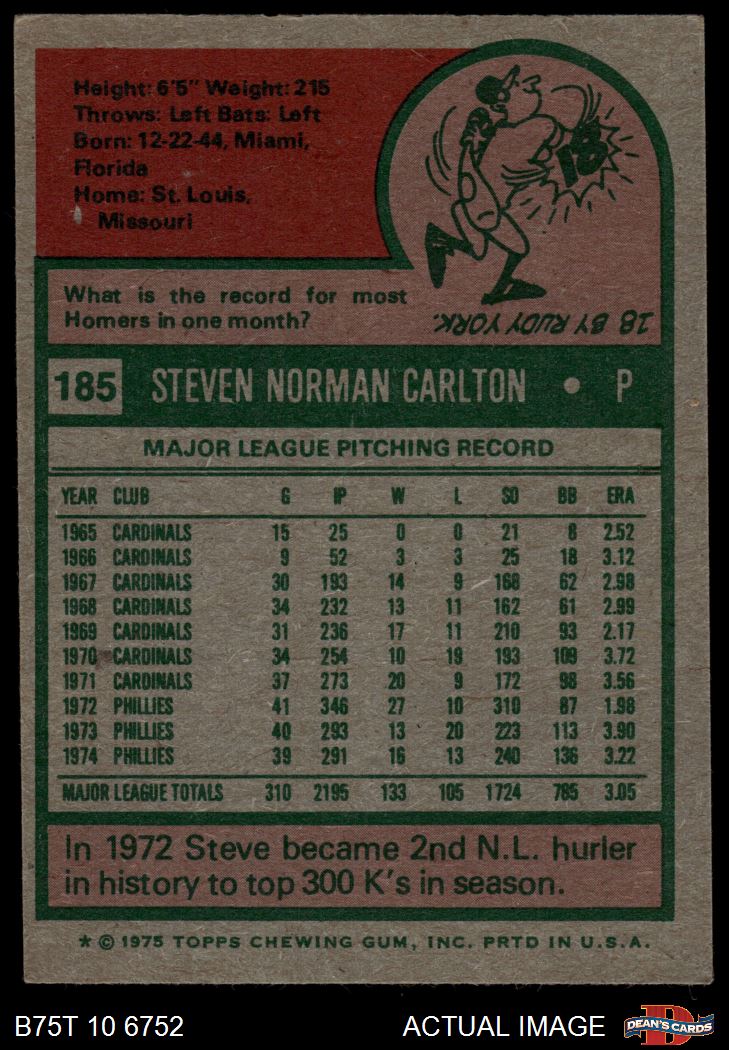 Height: 6'5" Weight: 215
Throws: Left Bats: Left
Born: 12-22-44, Miami,
Florida
Home: St. Louis,
Missouri
18
What is the record for most
Homers in one month?
18 BY RUDY YORK.
185 STEVEN NORMAN CARLTON • P
MAJOR LEAGUE PITCHING RECORD
YEAR CLUB G IP W L SO BB ERA
1965 CARDINALS 15 25 0 0 21 8 2.52
1966 CARDINALS 9 52 3 3 25 18 3.12
1967 CARDINALS 30 193 14 9 168 62 2.98
1968 CARDINALS 34 232 13 11 162 61 2.99
1969 CARDINALS 31 236 17 11 210 93 2.17
1970 CARDINALS 34 254 10 19 193 109 3.72
1971 CARDINALS 37 273 20 9 172 98 3.56
1972 PHILLIES 41 346 27 10 310 87 1.98
1973 PHILLIES 40 293 13 20 223 113 3.90
1974 PHILLIES 39 291 16 13 240 136 3.22
MAJOR LEAGUE TOTALS 310 2195 133 105 1724 785 3.05
In 1972 Steve became 2nd N.L. hurler
in history to top 300 K's in season.
* © 1975 TOPPS CHEWING GUM, INC. PRTD IN U.S.A.
B75T 10 6752 ACTUAL IMAGE
D
DEAN'S CARDS